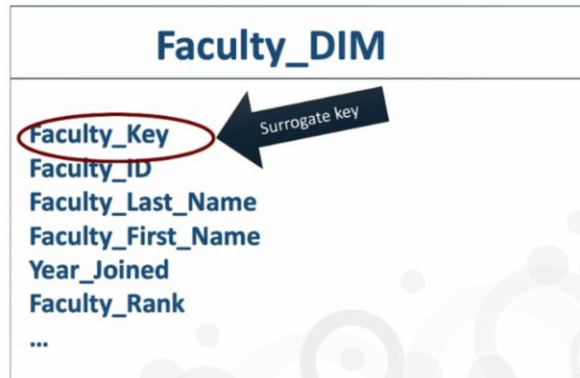 Faculty_DIM
Surrogate key
Faculty_Key
Faculty_ID
Faculty_Last_Name
Faculty_First_Name
Year_Joined
Faculty_Rank
...